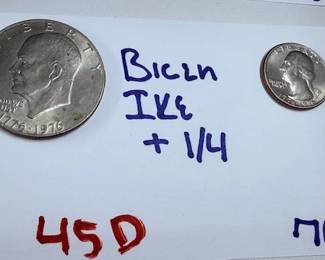 LIBERTY
1776-1976
Bicen
Ike
+ 1/4
45D